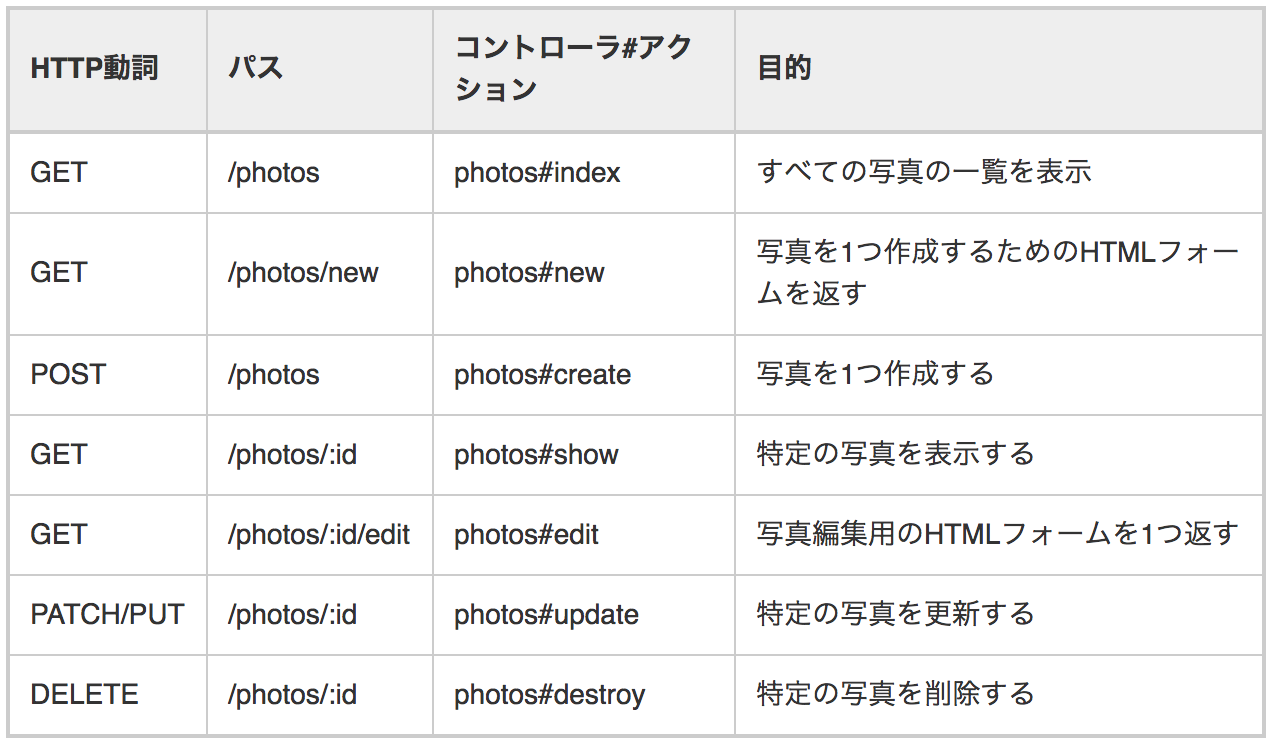 HTTP動詞 パス コントローラ#アク
ション 目的
GET /photos photos#index すべての写真の一覧を表示
GET /photos/new photos#new 写真を1つ作成するためのHTMLフォー
ムを返す
POST /photos photos#create 写真を1つ作成する
GET /photos/:id photos#show 特定の写真を表示する
GET /photos/:id/edit photos#edit 写真編集用のHTMLフォームを1つ返す
PATCH/PUT /photos/:id photos#update 特定の写真を更新する
DELETE /photos/:id photos#destroy 特定の写真を削除する